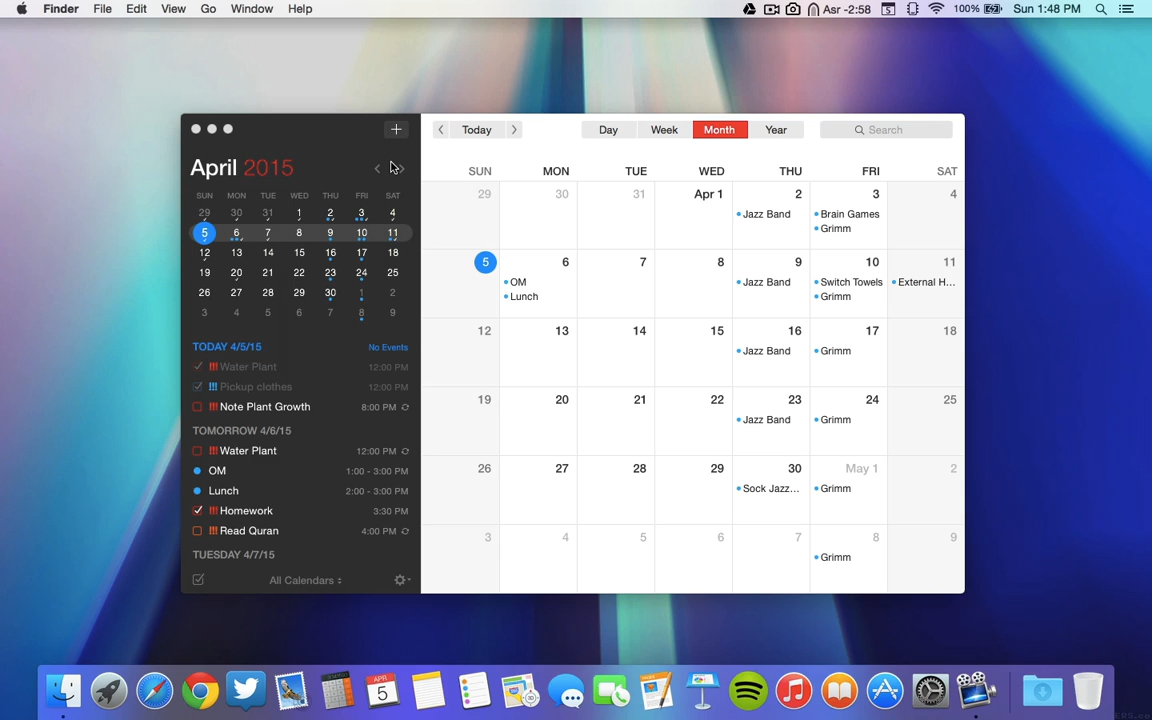 Finder File Edit View Go Window Help Asr -2:58 5 100% Sun 1:48 PM
Today Day Week Month Year Search
April 2015
SUN MON TUE WED THU FRI SAT
29 30 31 1 2 3 4
5 6 7 8 9 10 11
12 13 14 15 16 17 18
19 20 21 22 23 24 25
26 27 28 29 30 1 2
3 4 5 6 7 8 9
TODAY 4/5/15 No Events
!!! Water Plant 12:00 PM
!!! Pickup clothes 12:00 PM
!!! Note Plant Growth 8:00 PM
TOMORROW 4/6/15
!!! Water Plant 12:00 PM
OM 1:00 - 3:00 PM
Lunch 2:00 - 3:00 PM
!!! Homework 3:30 PM
!!! Read Quran 4:00 PM
TUESDAY 4/7/15
All Calendars
SUN MON TUE WED THU FRI SAT
29 30 31 Apr 1 2 3 4
Jazz Band Brain Games
Grimm
5 6 7 8 9 10 11
OM Jazz Band Switch Towels External H...
Lunch Grimm
12 13 14 15 16 17 18
Jazz Band Grimm
19 20 21 22 23 24 25
Jazz Band Grimm
26 27 28 29 30 May 1 2
Sock Jazz... Grimm
3 4 5 6 7 8 9
Grimm
APR
5